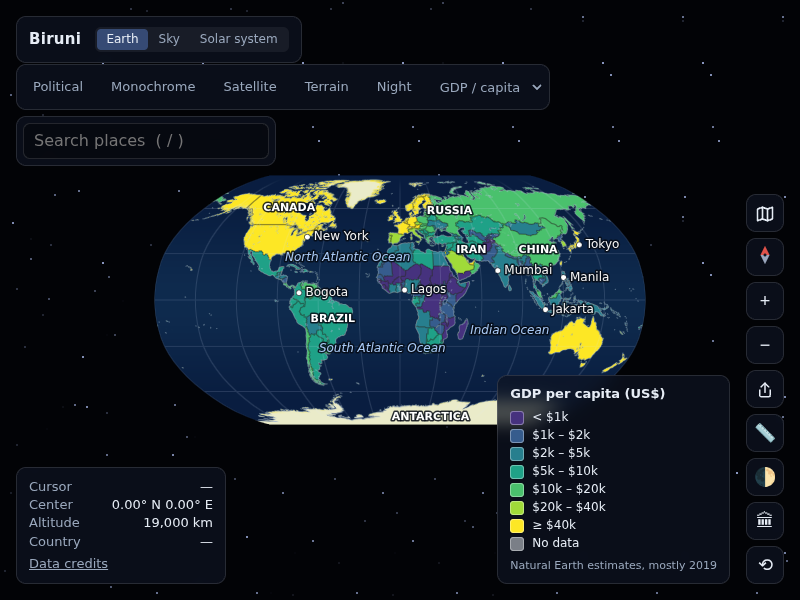 Biruni Earth Sky Solar system
Political Monochrome Satellite Terrain Night GDP / capita
Search places ( / )
CANADA
RUSSIA
New York
Tokyo
IRAN
CHINA
North Atlantic Ocean
Mumbai
Manila
Bogota
Lagos
Jakarta
BRAZIL
Indian Ocean
South Atlantic Ocean
ANTARCTICA
GDP per capita (US$)
< $1k
$1k – $2k
$2k – $5k
$5k – $10k
$10k – $20k
$20k – $40k
≥ $40k
No data
Natural Earth estimates, mostly 2019
Cursor —
Center 0.00° N 0.00° E
Altitude 19,000 km
Country —
Data credits